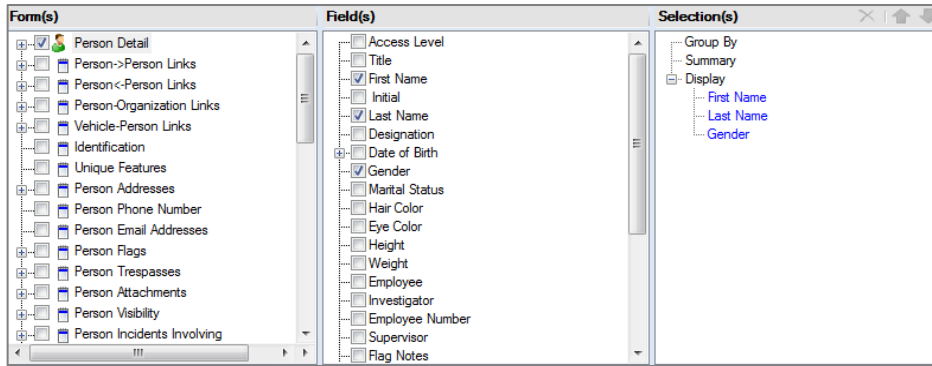 Form(s)
Person Detail
Person->Person Links
Person<-Person Links
Person-Organization Links
Vehicle-Person Links
Identification
Unique Features
Person Addresses
Person Phone Number
Person Email Addresses
Person Flags
Person Trespasses
Person Attachments
Person Visibility
Person Incidents Involving
Field(s)
Access Level
Title
First Name
Initial
Last Name
Designation
Date of Birth
Gender
Marital Status
Hair Color
Eye Color
Height
Weight
Employee
Investigator
Employee Number
Supervisor
Flag Notes
Selection(s)
Group By
Summary
Display
First Name
Last Name
Gender